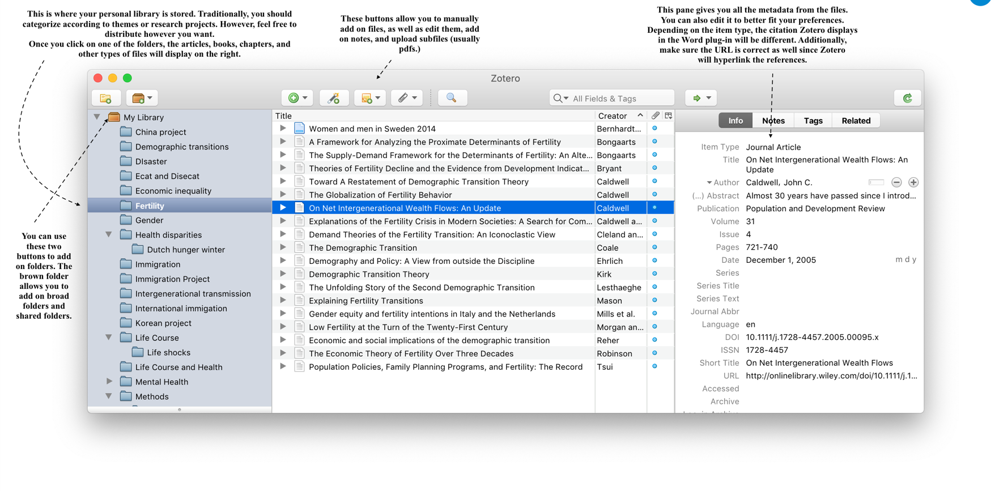 This is where your personal library is stored. Traditionally, you should
categorize according to themes or research projects. However, feel free to
distribute however you want.
Once you click on one of the folders, the articles, books, chapters, and
other types of files will display on the right.
These buttons allow you to manually
add on files, as well as edit them, add
on notes, and upload subfiles (usually
pdfs.)
This pane gives you all the metadata from the files.
You can also edit it to better fit your preferences.
Depending on the item type, the citation Zotero displays
in the Word plug-in will be different. Additionally,
make sure the URL is correct as well since Zotero
will hyperlink the references.
You can use
these two
buttons to add
on folders. The
brown folder
allows you to
add on broad
folders and
shared folders.
Zotero
All Fields & Tags
My Library
China project
Demographic transitions
DIsaster
Ecat and Disecat
Economic inequality
Fertility
Gender
Health disparities
Dutch hunger winter
Immigration
Immigration Project
Intergenerational transmission
International immigation
Korean project
Life Course
Life shocks
Life Course and Health
Mental Health
Methods
Title Creator
Women and men in Sweden 2014 Bernhardt...
A Framework for Analyzing the Proximate Determinants of Fertility Bongaarts
The Supply-Demand Framework for the Determinants of Fertility: An Alte... Bongaarts
Theories of Fertility Decline and the Evidence from Development Indicat... Bryant
Toward A Restatement of Demographic Transition Theory Caldwell
The Globalization of Fertility Behavior Caldwell
On Net Intergenerational Wealth Flows: An Update Caldwell
Explanations of the Fertility Crisis in Modern Societies: A Search for Com... Caldwell a...
Demand Theories of the Fertility Transition: An Iconoclastic View Cleland an...
The Demographic Transition Coale
Demography and Policy: A View from outside the Discipline Ehrlich
Demographic Transition Theory Kirk
The Unfolding Story of the Second Demographic Transition Lesthaeghe
Explaining Fertility Transitions Mason
Gender equity and fertility intentions in Italy and the Netherlands Mills et al.
Low Fertility at the Turn of the Twenty-First Century Morgan an...
Economic and social implications of the demographic transition Reher
The Economic Theory of Fertility Over Three Decades Robinson
Population Policies, Family Planning Programs, and Fertility: The Record Tsui
Info Notes Tags Related
Item Type Journal Article
Title On Net Intergenerational Wealth Flows: An
Update
Author Caldwell, John C.
(...) Abstract Almost 30 years have passed since I introd...
Publication Population and Development Review
Volume 31
Issue 4
Pages 721-740
Date December 1, 2005 m d y
Series
Series Title
Series Text
Journal Abbr
Language en
DOI 10.1111/j.1728-4457.2005.00095.x
ISSN 1728-4457
Short Title On Net Intergenerational Wealth Flows
URL http://onlinelibrary.wiley.com/doi/10.1111/j.1...
Accessed
Archive